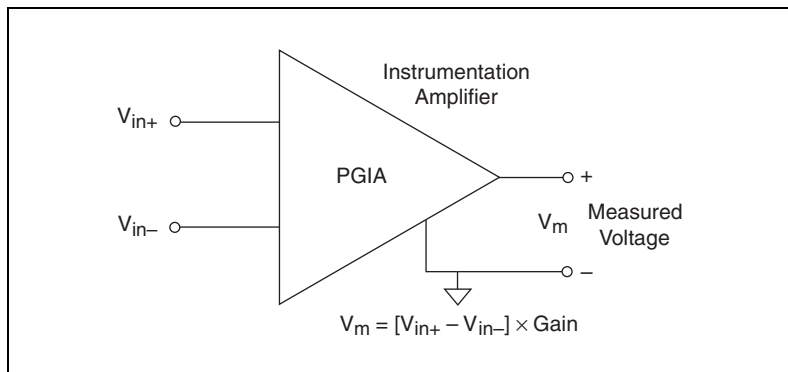 Instrumentation
Amplifier
Vin+
PGIA
+
Vm
Measured
Voltage
Vin–
–
Vm = [Vin+ – Vin–] × Gain